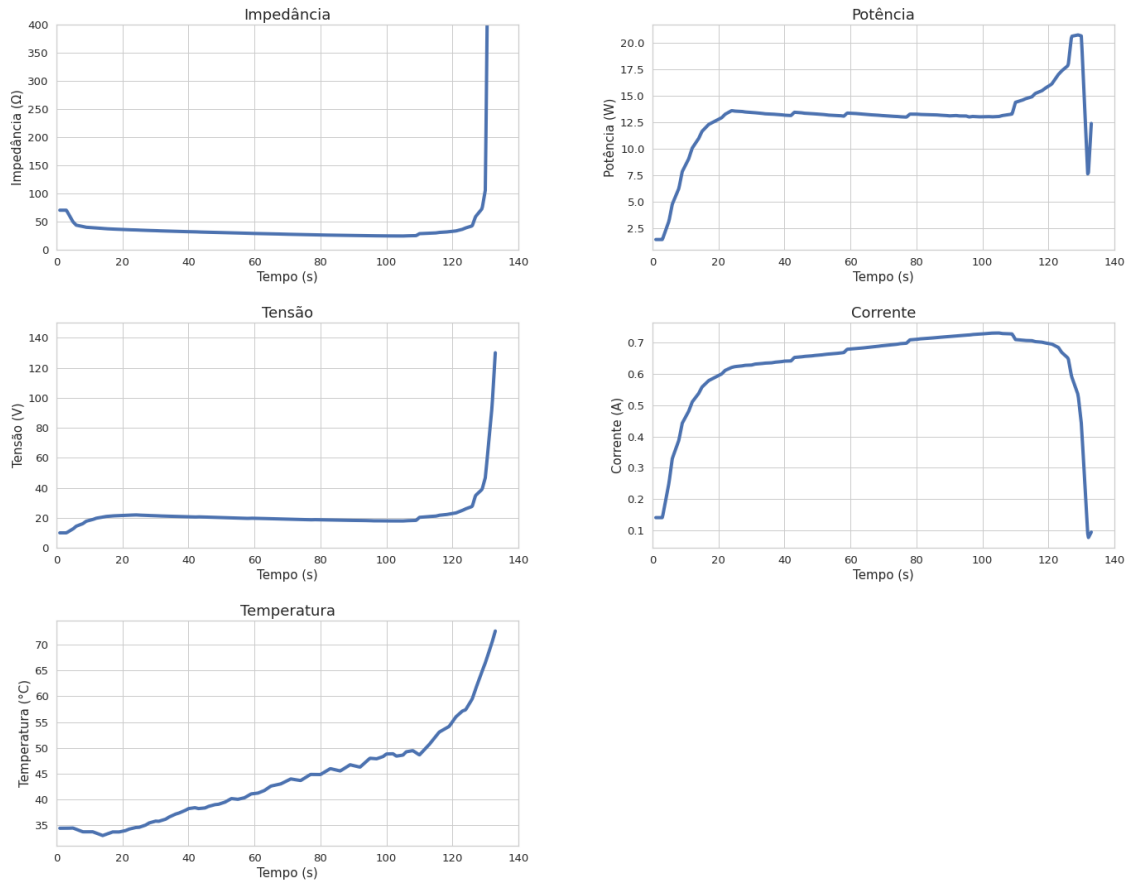 Impedância
400
350
300
250
200
150
100
50
0
Impedância (Ω)
0 20 40 60 80 100 120 140
Tempo (s)
Potência
20.0
17.5
15.0
12.5
10.0
7.5
5.0
2.5
Potência (W)
0 20 40 60 80 100 120 140
Tempo (s)
Tensão
140
120
100
80
60
40
20
0
Tensão (V)
0 20 40 60 80 100 120 140
Tempo (s)
Corrente
0.7
0.6
0.5
0.4
0.3
0.2
0.1
Corrente (A)
0 20 40 60 80 100 120 140
Tempo (s)
Temperatura
70
65
60
55
50
45
40
35
Temperatura (°C)
0 20 40 60 80 100 120 140
Tempo (s)